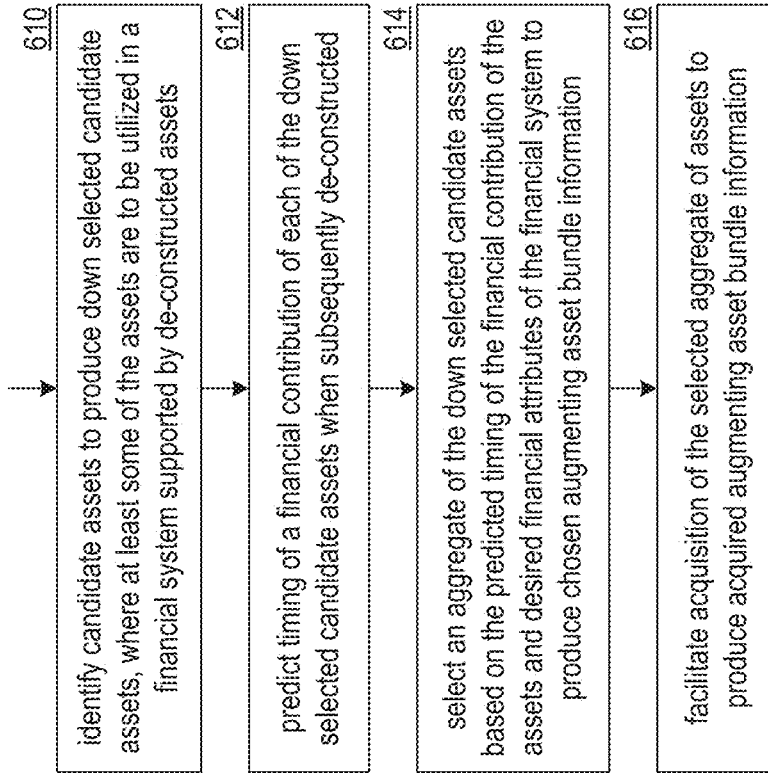 610
identify candidate assets to produce down selected candidate
assets, where at least some of the assets are to be utilized in a
financial system supported by de-constructed assets
612
predict timing of a financial contribution of each of the down
selected candidate assets when subsequently de-constructed
614
select an aggregate of the down selected candidate assets
based on the predicted timing of the financial contribution of the
assets and desired financial attributes of the financial system to
produce chosen augmenting asset bundle information
616
facilitate acquisition of the selected aggregate of assets to
produce acquired augmenting asset bundle information